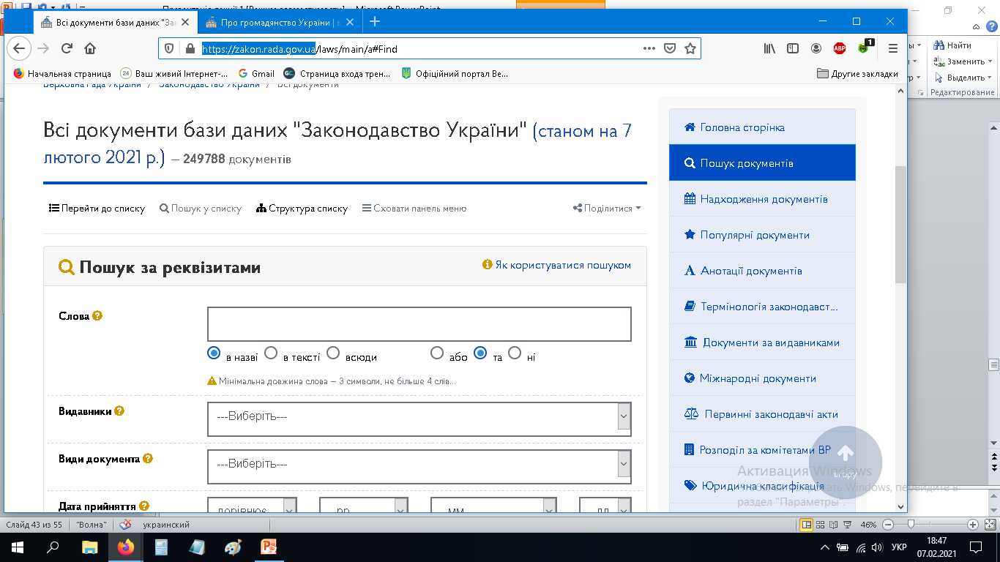 Всі документи бази даних "За
Про громадянство України | в
https://zakon.rada.gov.ua/laws/main/a#Find
ABP
1
Начальная страница
24
Ваш живий Інтернет-...
Gmail
GC
Страница входа трен...
Офіційний портал Ве...
Другие закладки
Найти
Заменить
Выделить
Редактирование
Верховна Рада України / Законодавство України / Всі документи
Всі документи бази даних "Законодавство України" (станом на 7
лютого 2021 р.) — 249788 документів
Перейти до списку
Пошук у списку
Структура списку
Сховати панель меню
Поділитися
Пошук за реквізитами
Як користуватися пошуком
Слова
в назві
в тексті
всюди
або
та
ні
Мінімальна довжина слова — 3 символи, не більше 4 слів...
Видавники
---Виберіть---
Види документа
---Виберіть---
Дата прийняття
дорівнює
рр
мм
дд
Головна сторінка
Пошук документів
Надходження документів
Популярні документи
Анотації документів
Термінологія законодавст...
Документи за видавниками
Міжнародні документи
Первинні законодавчі акти
Розподіл за комітетами ВР
Юридична класифікація
вгору
Активация Windows
Чтобы активировать Windows, перейдите в
раздел "Параметры".
Слайд 43 из 55
"Волна"
украинский
46%
УКР
18:47
07.02.2021